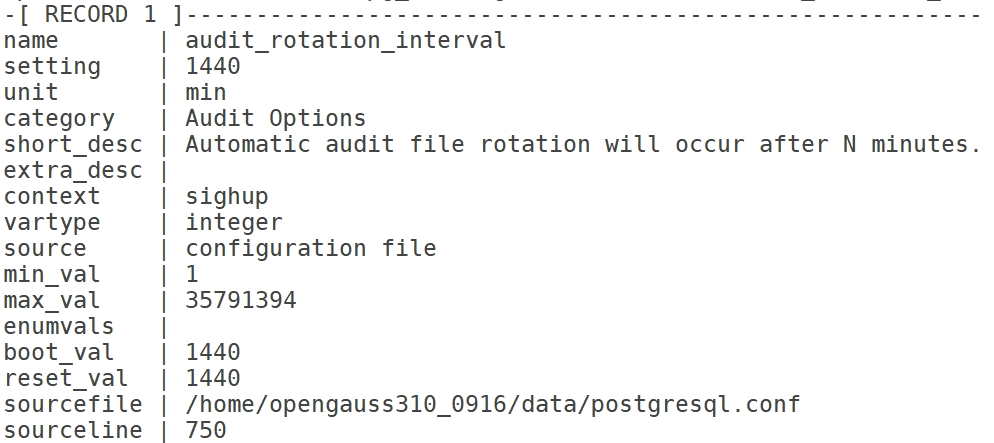 -[ RECORD 1 ]---------------------------------------------------------
name       | audit_rotation_interval
setting    | 1440
unit       | min
category   | Audit Options
short_desc | Automatic audit file rotation will occur after N minutes.
extra_desc |
context    | sighup
vartype    | integer
source     | configuration file
min_val    | 1
max_val    | 35791394
enumvals   |
boot_val   | 1440
reset_val  | 1440
sourcefile | /home/opengauss310_0916/data/postgresql.conf
sourceline | 750